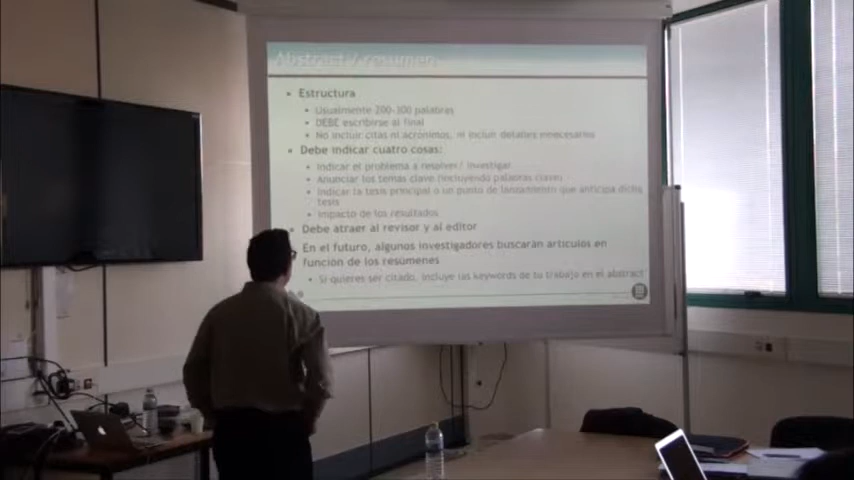 Abstract / resumen
• Estructura
• Usualmente 200-300 palabras
• DEBE escribirse al final
• No incluir citas ni acrónimos, ni incluir detalles innecesarios
• Debe indicar cuatro cosas:
• Indicar el problema a resolver / investigar
• Anunciar los temas clave (incluyendo palabras clave)
• Indicar la tesis principal o un punto de lanzamiento que anticipa dicha
tesis
• Impacto de los resultados
• Debe atraer al revisor y al editor
En el futuro, algunos investigadores buscarán artículos en
función de los resúmenes
• Si quieres ser citado, incluye las keywords de tu trabajo en el abstract